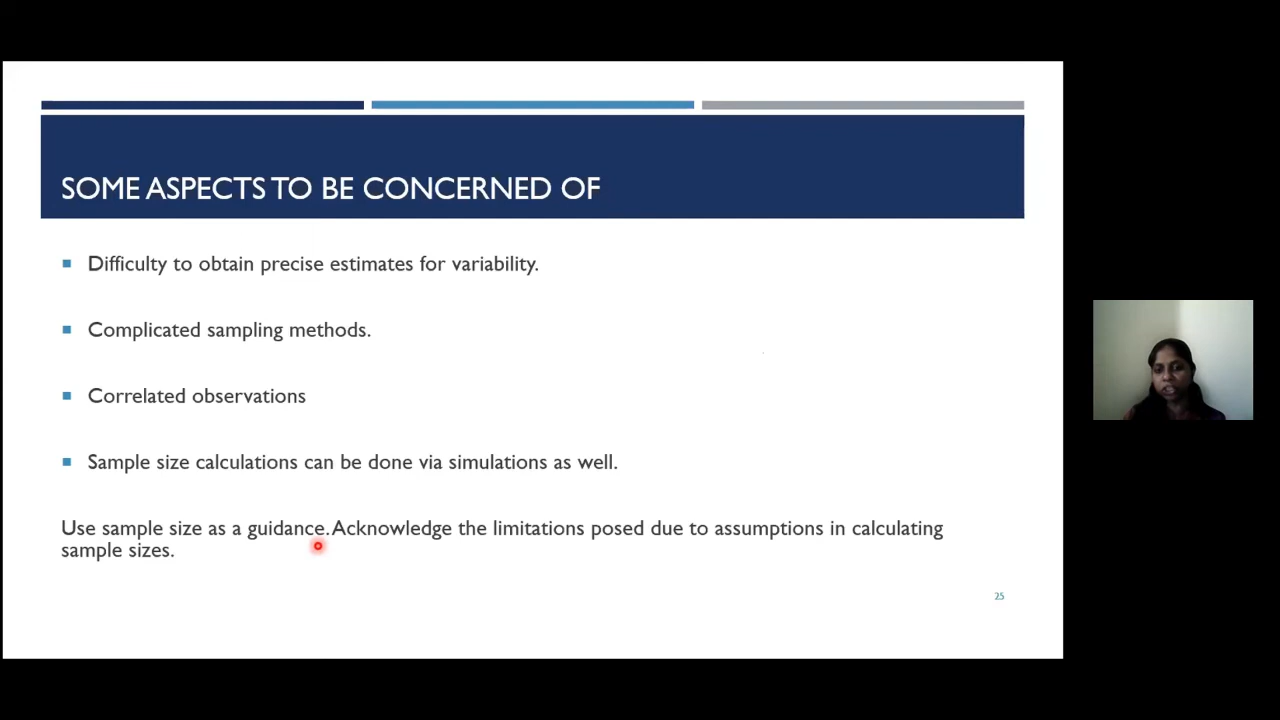 SOME ASPECTS TO BE CONCERNED OF
Difficulty to obtain precise estimates for variability.
Complicated sampling methods.
Correlated observations
Sample size calculations can be done via simulations as well.
Use sample size as a guidance. Acknowledge the limitations posed due to assumptions in calculating
sample sizes.
25